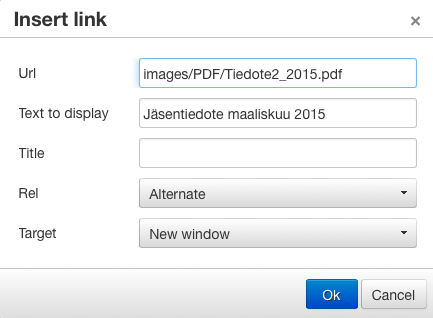 Insert link ×
Url images/PDF/Tiedote2_2015.pdf
Text to display Jäsentiedote maaliskuu 2015
Title
Rel Alternate
Target New window
Ok Cancel